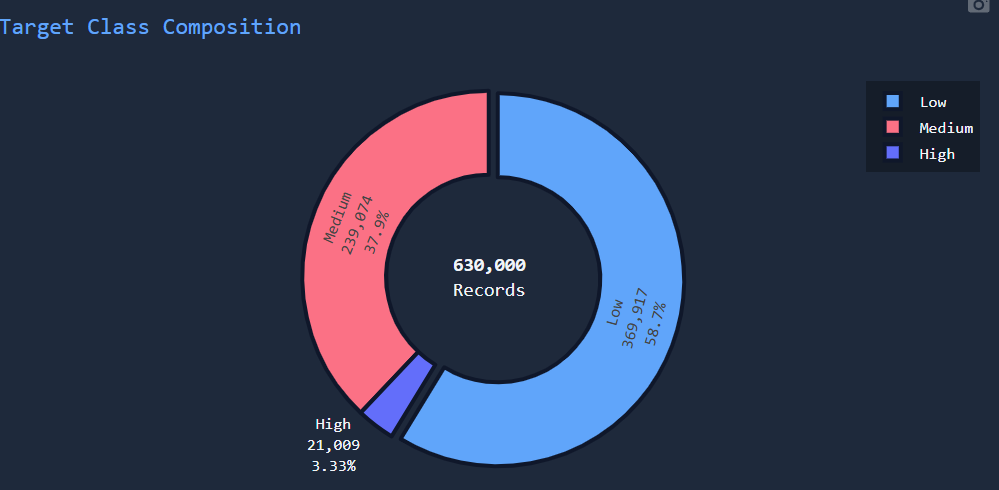 Target Class Composition
Low
Medium
High
Medium
239,074
37.9%
630,000
Records
Low
369,917
58.7%
High
21,009
3.33%